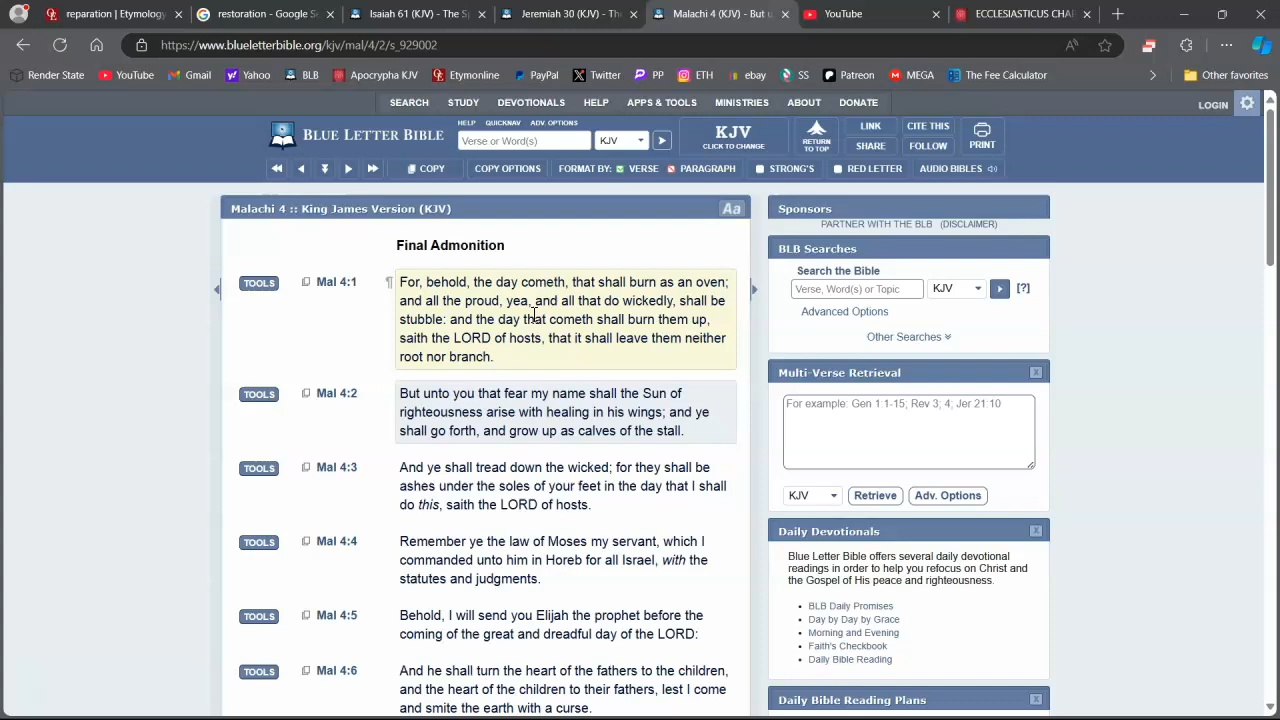 reparation | Etymology
restoration - Google Se
Isaiah 61 (KJV) - The Sp
Jeremiah 30 (KJV) - The
Malachi 4 (KJV) - But u
YouTube
ECCLESIASTICUS CHAP
https://www.blueletterbible.org/kjv/mal/4/2/s_929002
Render State YouTube Gmail Yahoo BLB Apocrypha KJV Etymonline PayPal Twitter PP ETH ebay SS Patreon MEGA The Fee Calculator Other favorites
SEARCH STUDY DEVOTIONALS HELP APPS & TOOLS MINISTRIES ABOUT DONATE LOGIN
BLUE LETTER BIBLE
HELP QUICKNAV ADV. OPTIONS
Verse or Word(s) KJV
KJV
CLICK TO CHANGE
RETURN
TO TOP
LINK CITE THIS
SHARE FOLLOW
PRINT
COPY COPY OPTIONS FORMAT BY: VERSE PARAGRAPH STRONG'S RED LETTER AUDIO BIBLES
Malachi 4 :: King James Version (KJV) Aa
Final Admonition
TOOLS Mal 4:1 ¶ For, behold, the day cometh, that shall burn as an oven;
and all the proud, yea, and all that do wickedly, shall be
stubble: and the day that cometh shall burn them up,
saith the LORD of hosts, that it shall leave them neither
root nor branch.
TOOLS Mal 4:2 But unto you that fear my name shall the Sun of
righteousness arise with healing in his wings; and ye
shall go forth, and grow up as calves of the stall.
TOOLS Mal 4:3 And ye shall tread down the wicked; for they shall be
ashes under the soles of your feet in the day that I shall
do this, saith the LORD of hosts.
TOOLS Mal 4:4 Remember ye the law of Moses my servant, which I
commanded unto him in Horeb for all Israel, with the
statutes and judgments.
TOOLS Mal 4:5 Behold, I will send you Elijah the prophet before the
coming of the great and dreadful day of the LORD:
TOOLS Mal 4:6 And he shall turn the heart of the fathers to the children,
and the heart of the children to their fathers, lest I come
and smite the earth with a curse.
Sponsors
PARTNER WITH THE BLB (DISCLAIMER)
BLB Searches
Search the Bible
Verse, Word(s) or Topic KJV [?]
Advanced Options
Other Searches
Multi-Verse Retrieval x
For example: Gen 1:1-15; Rev 3; 4; Jer 21:10
KJV Retrieve Adv. Options
Daily Devotionals x
Blue Letter Bible offers several daily devotional
readings in order to help you refocus on Christ and
the Gospel of His peace and righteousness.
BLB Daily Promises
Day by Day by Grace
Morning and Evening
Faith's Checkbook
Daily Bible Reading
Daily Bible Reading Plans x